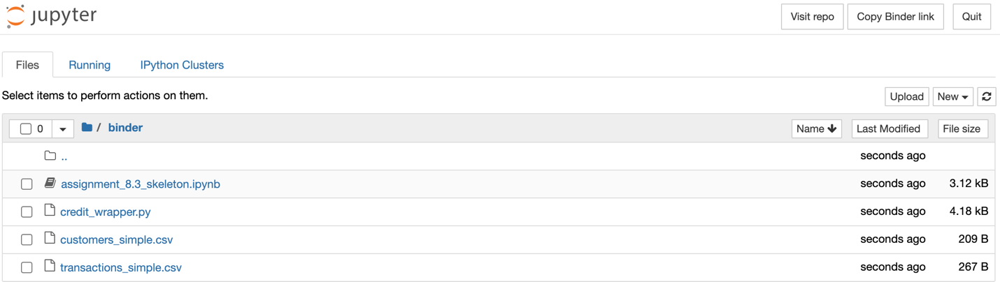 jupyter
Visit repo Copy Binder link Quit
Files Running IPython Clusters
Select items to perform actions on them.
Upload New
0 / binder
Name Last Modified File size
.. seconds ago
assignment_8.3_skeleton.ipynb seconds ago 3.12 kB
credit_wrapper.py seconds ago 4.18 kB
customers_simple.csv seconds ago 209 B
transactions_simple.csv seconds ago 267 B